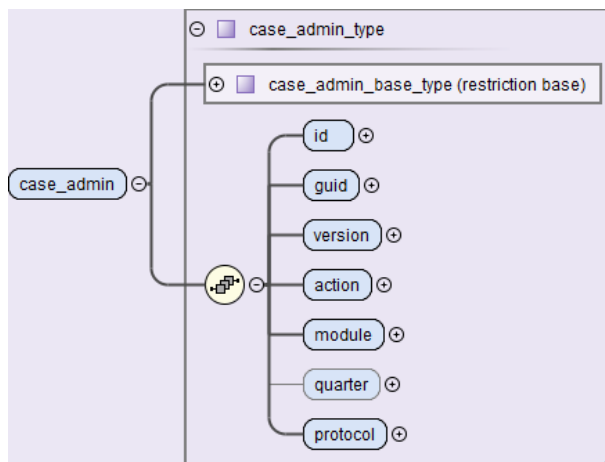 case_admin_type
case_admin_base_type (restriction base)
id
guid
case_admin
version
action
module
quarter
protocol